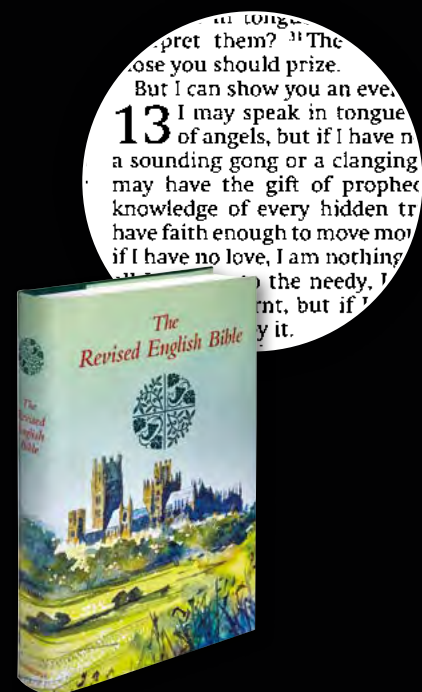 in tongu
pret them? 31 The
ose you should prize.
But I can show you an eve
13 I may speak in tongue
of angels, but if I have n
a sounding gong or a clanging
may have the gift of prophec
knowledge of every hidden tr
have faith enough to move mou
if I have no love, I am nothing
the needy, I
rnt, but if I
y it.
The
Revised English Bible
The
Revised
English
Bible